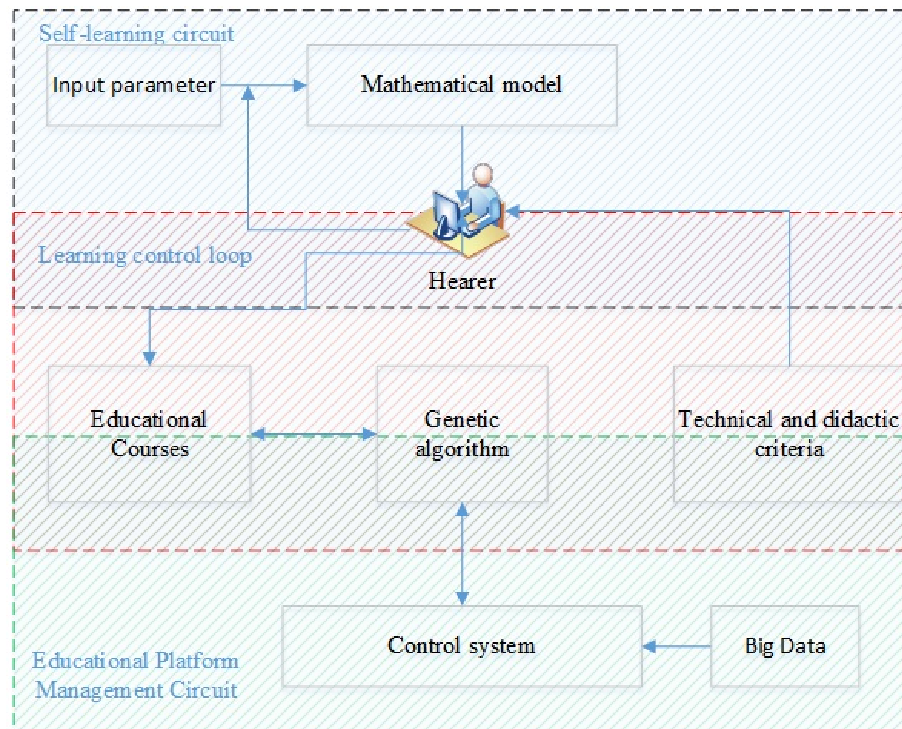 Self-learning circuit
Input parameter
Mathematical model
Learning control loop
Hearer
Educational
Courses
Genetic
algorithm
Technical and didactic
criteria
Control system
Big Data
Educational Platform
Management Circuit